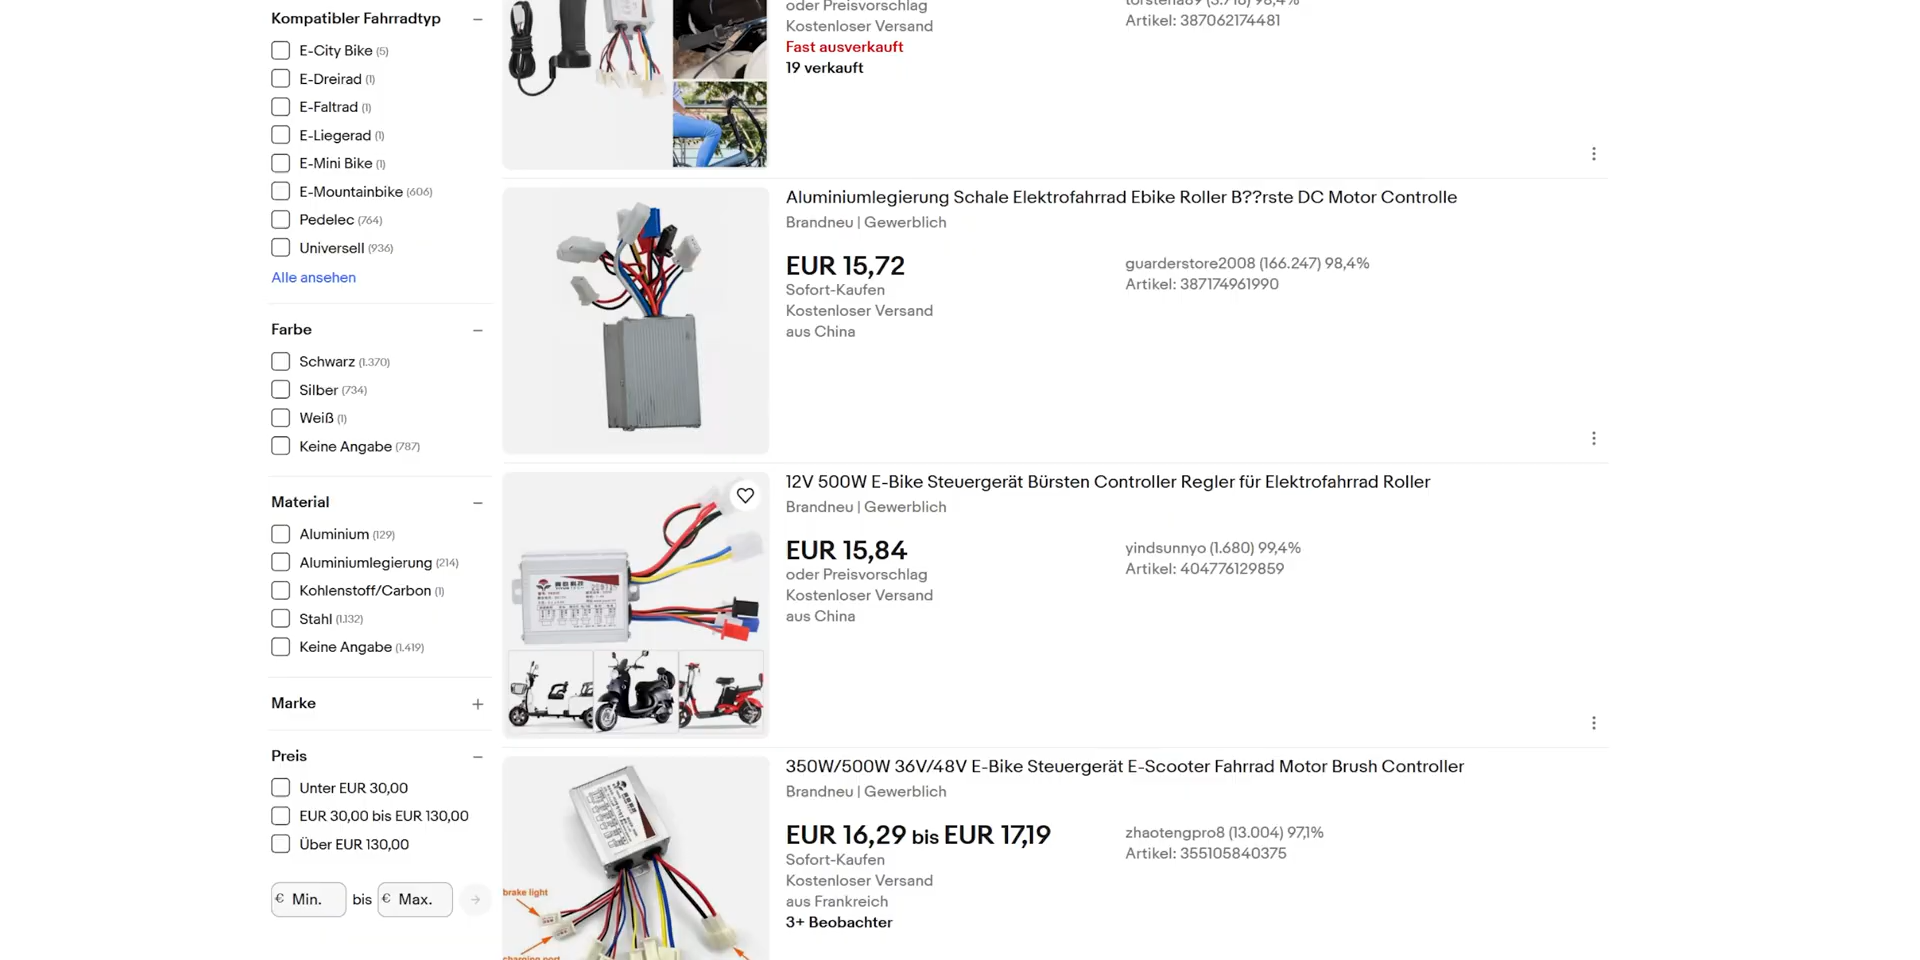 Kompatibler Fahrradtyp
E-City Bike (5)
E-Dreirad (1)
E-Faltrad (1)
E-Liegerad (1)
E-Mini Bike (1)
E-Mountainbike (606)
Pedelec (764)
Universell (936)
Alle ansehen
Farbe
Schwarz (1.370)
Silber (734)
Weiß (1)
Keine Angabe (787)
Material
Aluminium (129)
Aluminiumlegierung (214)
Kohlenstoff/Carbon (1)
Stahl (1.132)
Keine Angabe (1.419)
Marke
Preis
Unter EUR 30,00
EUR 30,00 bis EUR 130,00
Über EUR 130,00
€ Min. bis € Max.
oder Preisvorschlag
Kostenloser Versand
Fast ausverkauft
19 verkauft
Artikel: 387062174481
Aluminiumlegierung Schale Elektrofahrrad Ebike Roller B??rste DC Motor Controlle
Brandneu | Gewerblich
EUR 15,72
Sofort-Kaufen
Kostenloser Versand
aus China
guarderstore2008 (166.247) 98,4%
Artikel: 387174961990
12V 500W E-Bike Steuergerät Bürsten Controller Regler für Elektrofahrrad Roller
Brandneu | Gewerblich
EUR 15,84
oder Preisvorschlag
Kostenloser Versand
aus China
yindsunnyo (1.680) 99,4%
Artikel: 404776129859
350W/500W 36V/48V E-Bike Steuergerät E-Scooter Fahrrad Motor Brush Controller
Brandneu | Gewerblich
EUR 16,29 bis EUR 17,19
Sofort-Kaufen
Kostenloser Versand
aus Frankreich
3+ Beobachter
zhaotengpro8 (13.004) 97,1%
Artikel: 355105840375
brake light